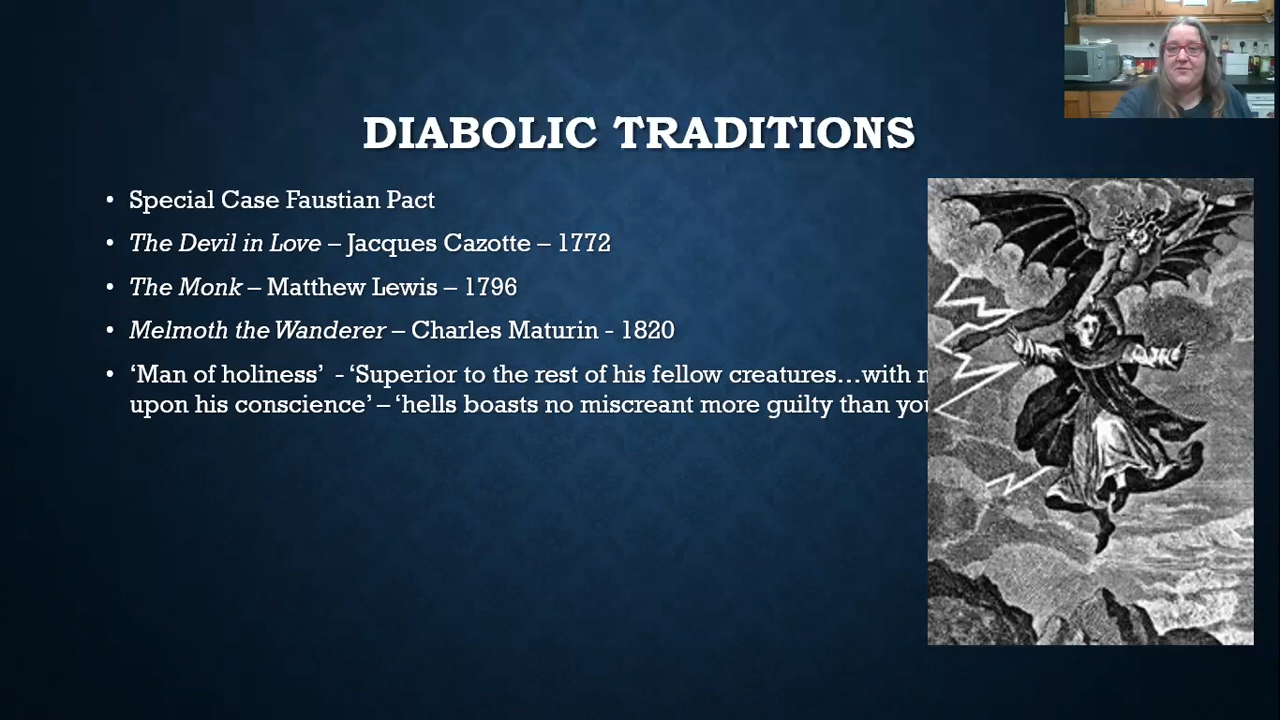 DIABOLIC TRADITIONS
• Special Case Faustian Pact
• The Devil in Love – Jacques Cazotte – 1772
• The Monk – Matthew Lewis – 1796
• Melmoth the Wanderer – Charles Maturin - 1820
• ‘Man of holiness’ - ‘Superior to the rest of his fellow creatures…with
upon his conscience’ – ‘hells boasts no miscreant more guilty than